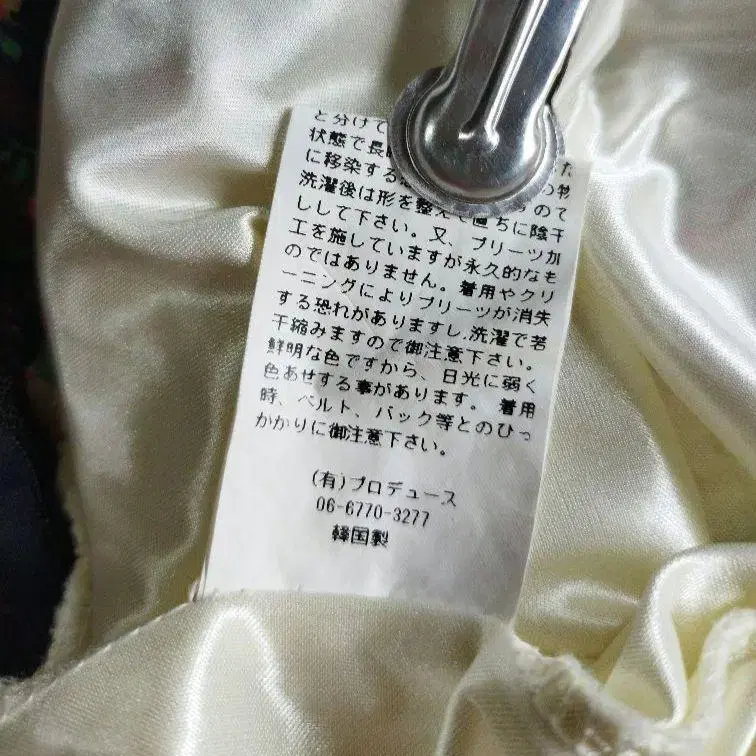 と分けて
状態で長
に移染する の物
洗濯後は形を整えて直ちに陰干
ししして下さい。又、プリーツ加
工を施していますが永久的なも
のではありません。着用やクリ
ーニングによりプリーツが消失
する恐れがありますし,洗濯で若
干縮みますので御注意下さい。
鮮明な色ですから、日光に弱く
色あせする事があります。着用
時、ベルト、バック等とのひっ
かかりに御注意下さい。
(有)プロデュース
06-6770-3277
韓国製